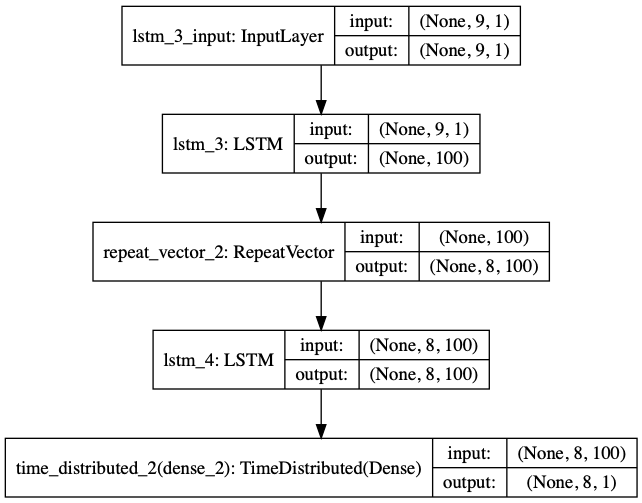 lstm_3_input: InputLayer
input: (None, 9, 1)
output: (None, 9, 1)
lstm_3: LSTM
input: (None, 9, 1)
output: (None, 100)
repeat_vector_2: RepeatVector
input: (None, 100)
output: (None, 8, 100)
lstm_4: LSTM
input: (None, 8, 100)
output: (None, 8, 100)
time_distributed_2(dense_2): TimeDistributed(Dense)
input: (None, 8, 100)
output: (None, 8, 1)